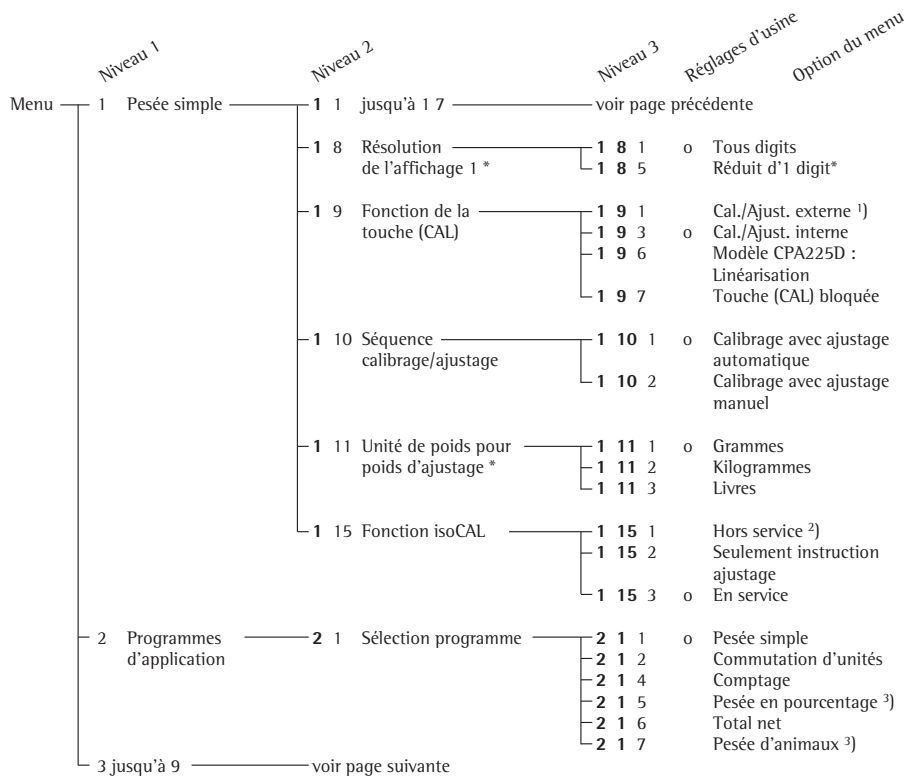 Niveau 1 Niveau 2 Niveau 3 Réglages d'usine Option du menu
Menu 1 Pesée simple 1 1 jusqu'à 1 7 voir page précédente
1 8 Résolution 1 8 1 o Tous digits
de l'affichage 1 * 1 8 5 Réduit d'1 digit*
1 9 Fonction de la 1 9 1 Cal./Ajust. externe 1)
touche (CAL) 1 9 3 o Cal./Ajust. interne
1 9 6 Modèle CPA225D :
Linéarisation
1 9 7 Touche (CAL) bloquée
1 10 Séquence 1 10 1 o Calibrage avec ajustage
calibrage/ajustage automatique
1 10 2 Calibrage avec ajustage
manuel
1 11 Unité de poids pour 1 11 1 o Grammes
poids d'ajustage * 1 11 2 Kilogrammes
1 11 3 Livres
1 15 Fonction isoCAL 1 15 1 Hors service 2)
1 15 2 Seulement instruction
ajustage
1 15 3 o En service
2 Programmes 2 1 Sélection programme 2 1 1 o Pesée simple
d'application 2 1 2 Commutation d'unités
2 1 4 Comptage
2 1 5 Pesée en pourcentage 3)
2 1 6 Total net
2 1 7 Pesée d'animaux 3)
3 jusqu'à 9 voir page suivante